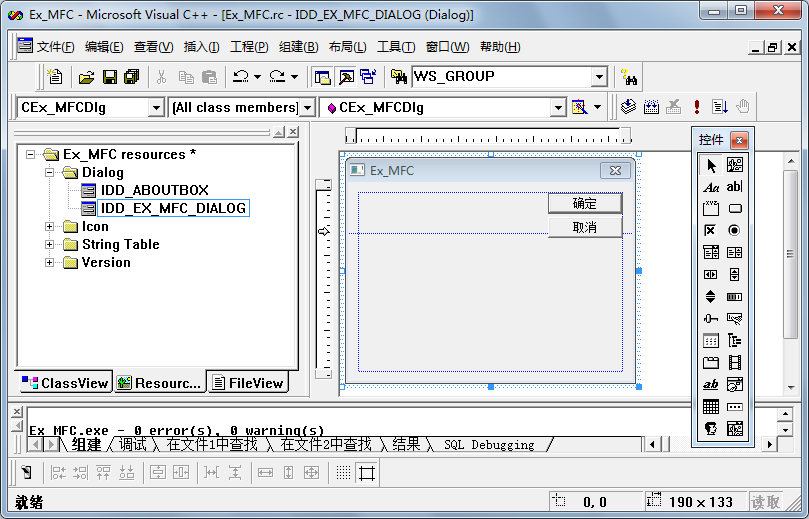 Ex_MFC - Microsoft Visual C++ - [Ex_MFC.rc - IDD_EX_MFC_DIALOG (Dialog)]
文件(F) 编辑(E) 查看(V) 插入(I) 工程(P) 组建(B) 布局(L) 工具(T) 窗口(W) 帮助(H)
WS_GROUP
CEx_MFCDlg (All class members) CEx_MFCDlg
控件
Ex_MFC resources *
Dialog
IDD_ABOUTBOX
IDD_EX_MFC_DIALOG
Icon
String Table
Version
Ex_MFC
确定
取消
Aa ab|
xyz
ab
ClassView Resourc... FileView
Ex_MFC.exe - 0 error(s), 0 warning(s)
组建 调试 在文件1中查找 在文件2中查找 结果 SQL Debugging
就绪 0, 0 190 × 133 读取